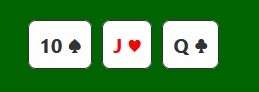 10 ♠ J ♥ Q ♣